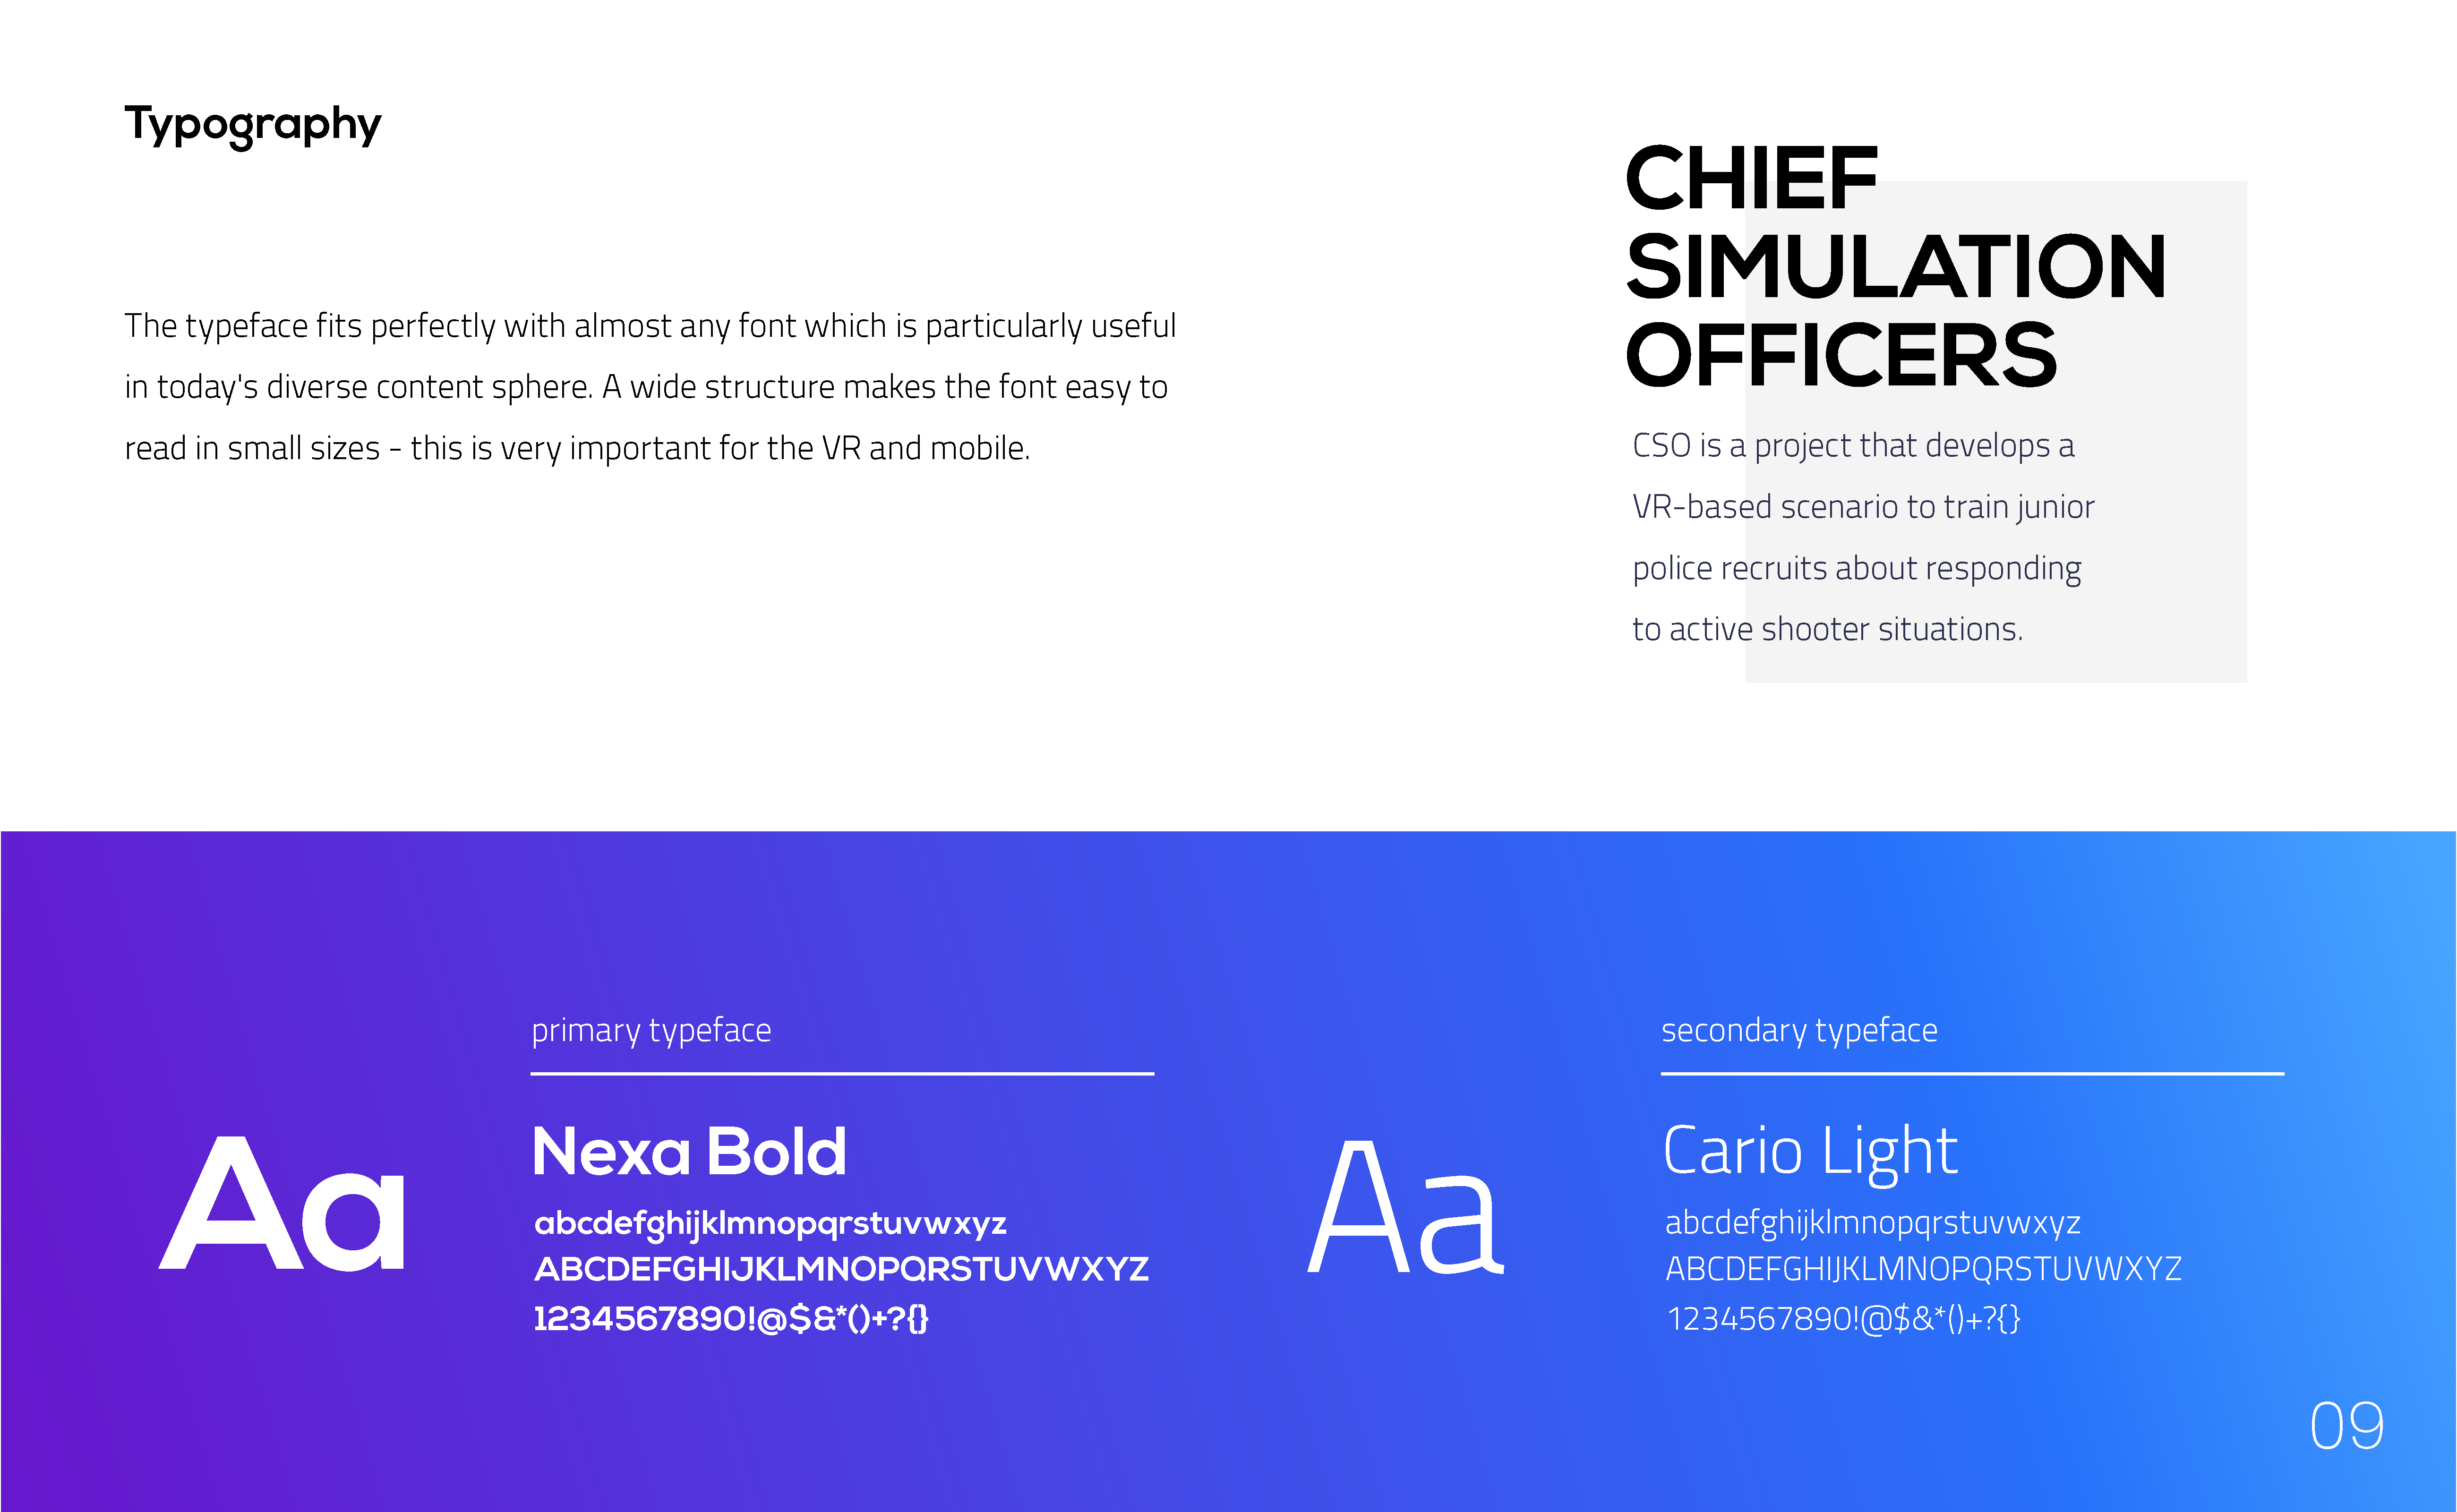 Typography
The typeface fits perfectly with almost any font which is particularly useful
in today's diverse content sphere. A wide structure makes the font easy to
read in small sizes - this is very important for the VR and mobile.
CHIEF
SIMULATION
OFFICERS
CSO is a project that develops a
VR-based scenario to train junior
police recruits about responding
to active shooter situations.
Aa
primary typeface
Nexa Bold
abcdefghijklmnopqrstuvwxyz
ABCDEFGHIJKLMNOPQRSTUVWXYZ
1234567890!@$&*()+?{}
Aa
secondary typeface
Cario Light
abcdefghijklmnopqrstuvwxyz
ABCDEFGHIJKLMNOPQRSTUVWXYZ
1234567890!@$&*()+?{}
09